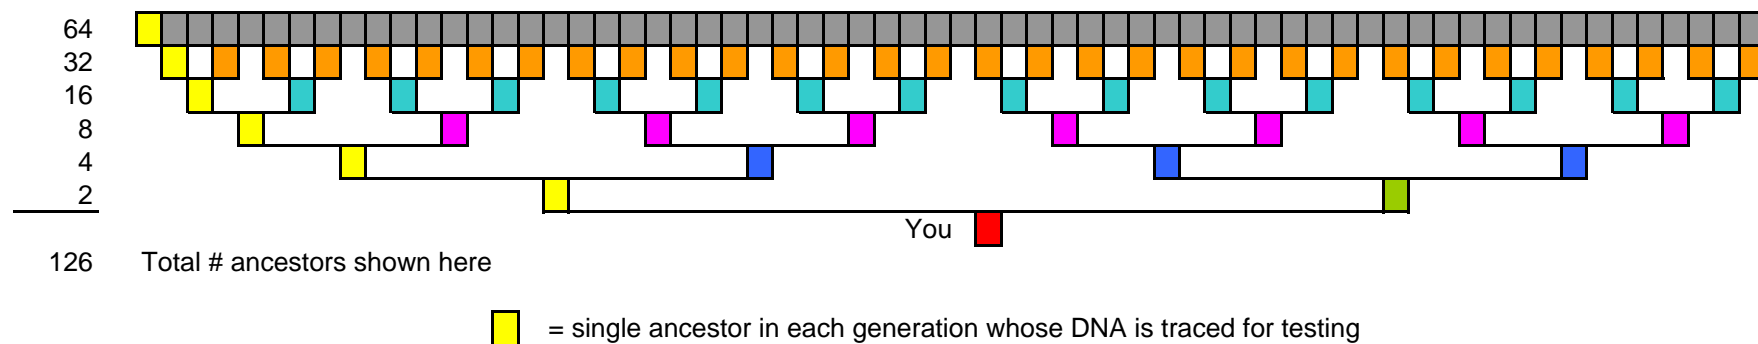 64
32
16
8
4
2
You
126 Total # ancestors shown here
= single ancestor in each generation whose DNA is traced for testing